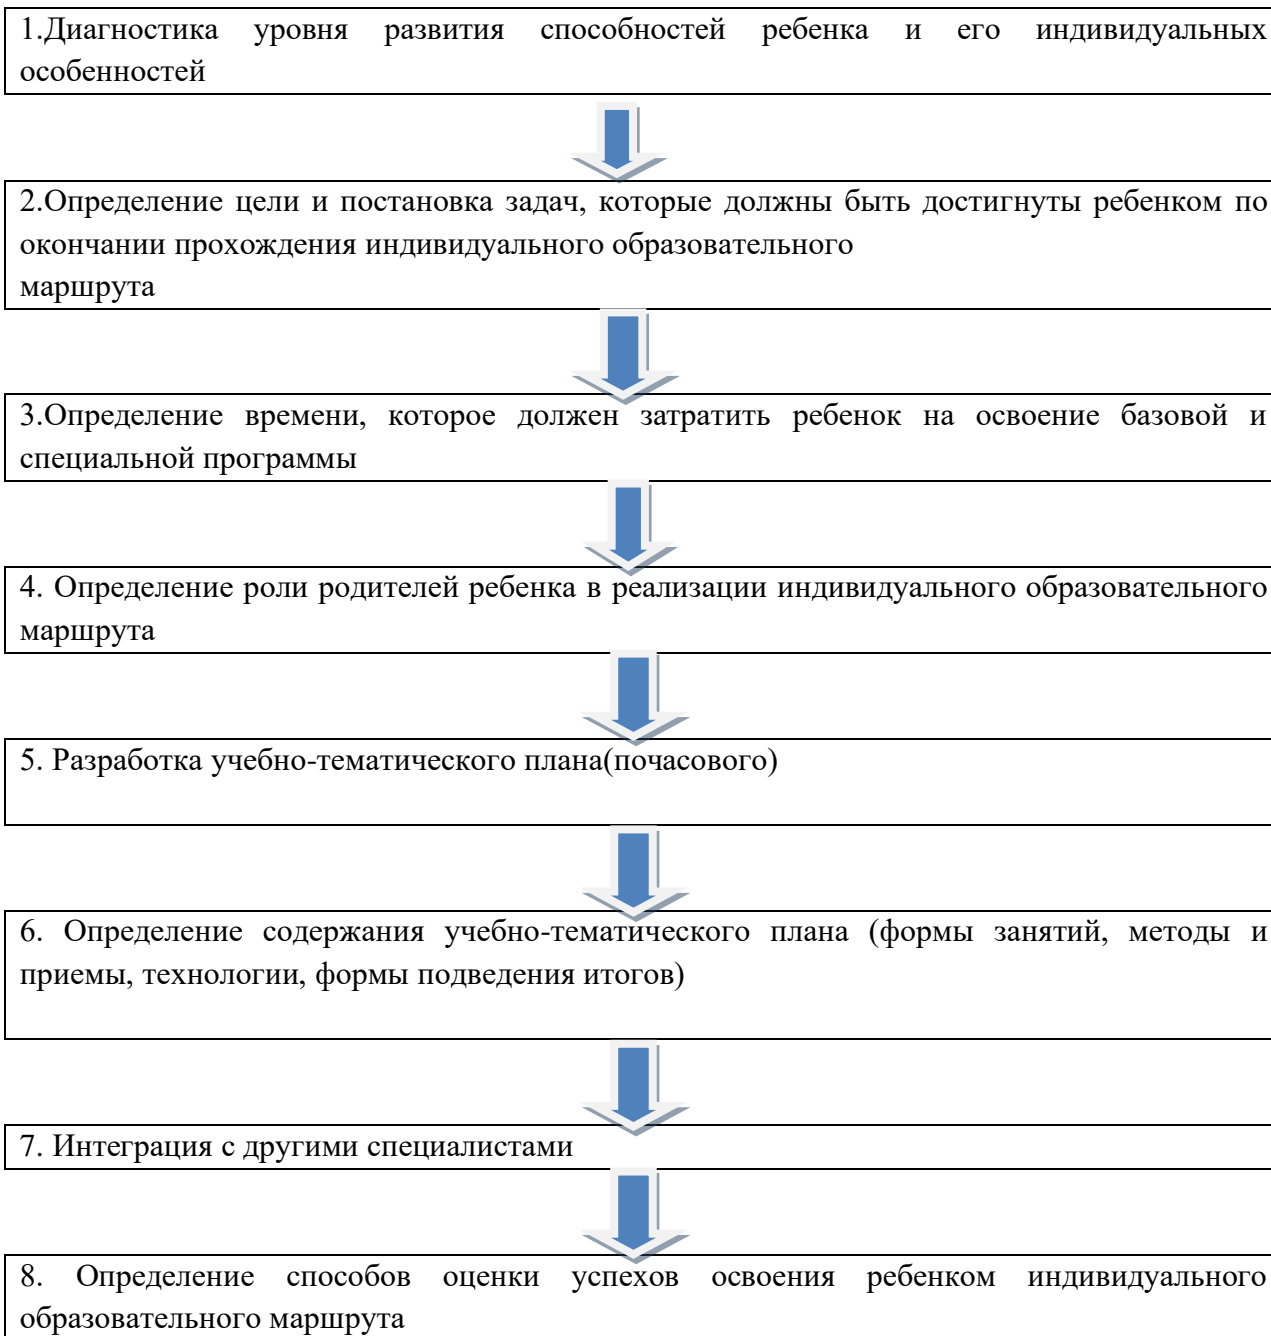 1.Диагностика уровня развития способностей ребенка и его индивидуальных
особенностей
2.Определение цели и постановка задач, которые должны быть достигнуты ребенком по
окончании прохождения индивидуального образовательного
маршрута
3.Определение времени, которое должен затратить ребенок на освоение базовой и
специальной программы
4. Определение роли родителей ребенка в реализации индивидуального образовательного
маршрута
5. Разработка учебно-тематического плана(почасового)
6. Определение содержания учебно-тематического плана (формы занятий, методы и
приемы, технологии, формы подведения итогов)
7. Интеграция с другими специалистами
8. Определение способов оценки успехов освоения ребенком индивидуального
образовательного маршрута